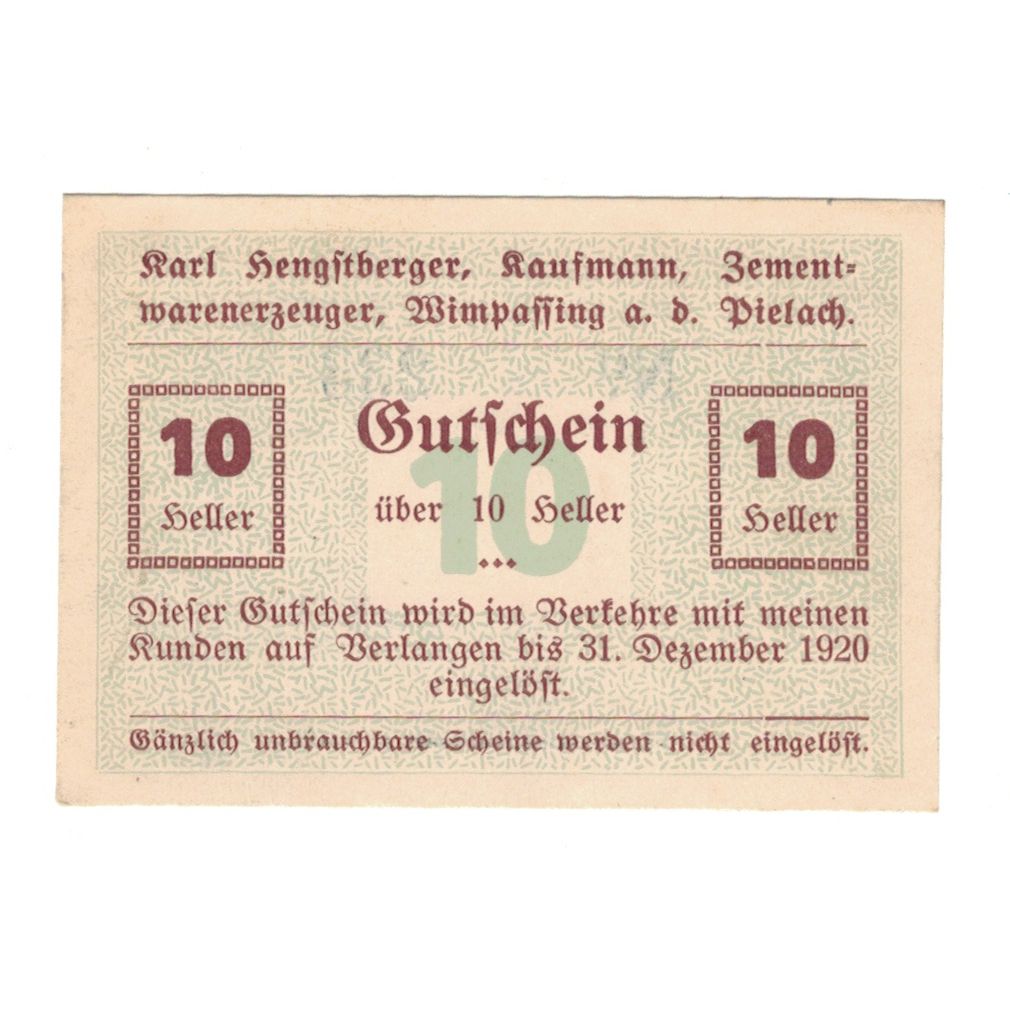 Karl Hengstberger, Kaufmann, Zement-
warenerzeuger, Wimpassing a. d. Pielach.
10
Heller
Gutschein
10
über 10 Heller
10
Heller
Dieser Gutschein wird im Verkehre mit meinen
Kunden auf Verlangen bis 31. Dezember 1920
eingelöst.
Gänzlich unbrauchbare Scheine werden nicht eingelöst.